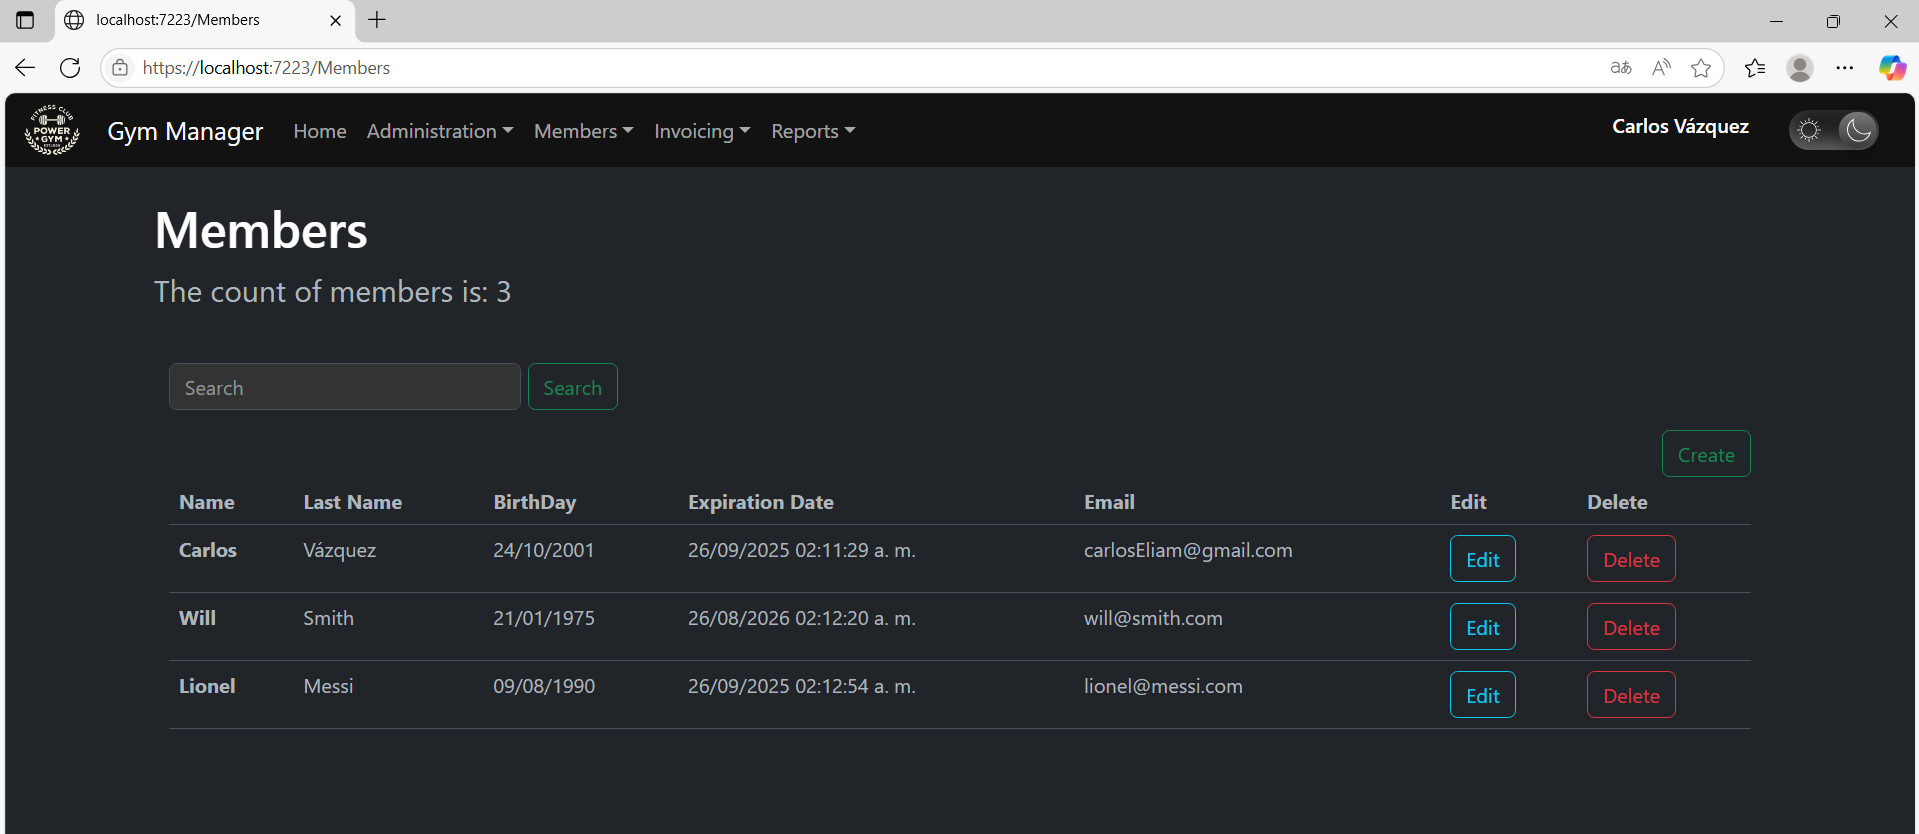 localhost:7223/Members
https://localhost:7223/Members
FITNESS CLUB
POWER
GYM
Gym Manager Home Administration Members Invoicing Reports Carlos Vázquez
Members
The count of members is: 3
Search Search
Create
Name Last Name BirthDay Expiration Date Email Edit Delete
Carlos Vázquez 24/10/2001 26/09/2025 02:11:29 a. m. carlosEliam@gmail.com Edit Delete
Will Smith 21/01/1975 26/08/2026 02:12:20 a. m. will@smith.com Edit Delete
Lionel Messi 09/08/1990 26/09/2025 02:12:54 a. m. lionel@messi.com Edit Delete